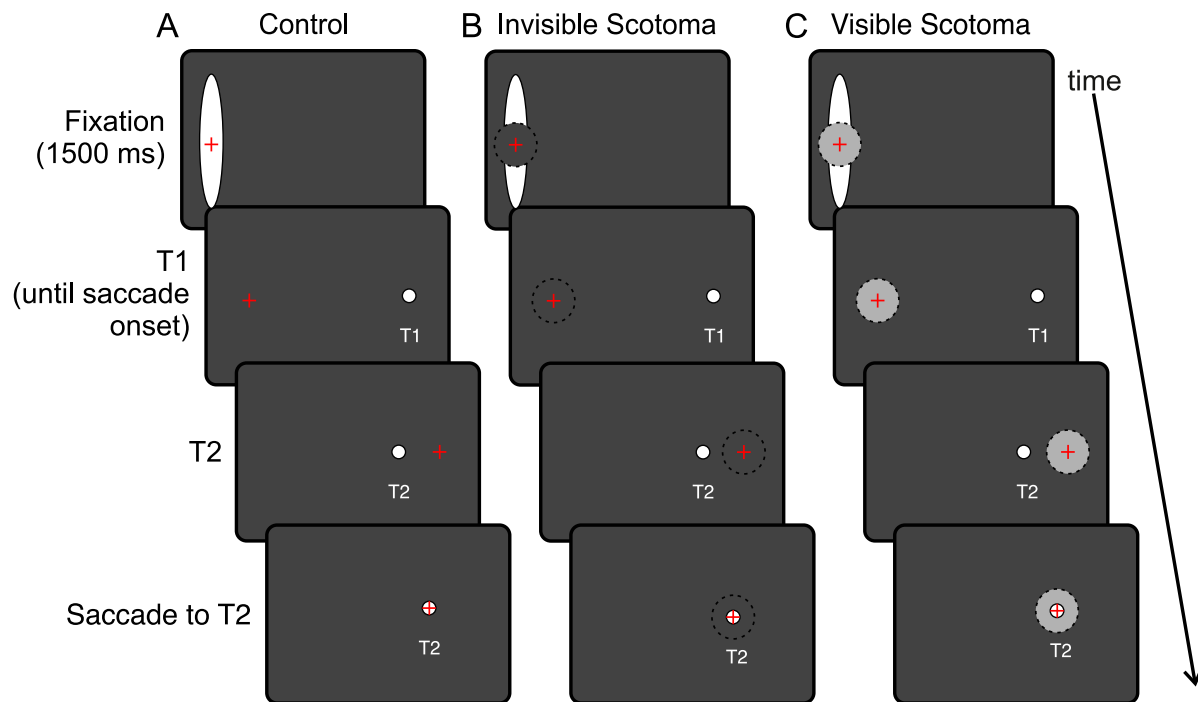 A Control
B Invisible Scotoma
C Visible Scotoma
time
Fixation
(1500 ms)
T1
(until saccade
onset)
T1
T1
T1
T2
T2
T2
T2
Saccade to T2
T2
T2
T2